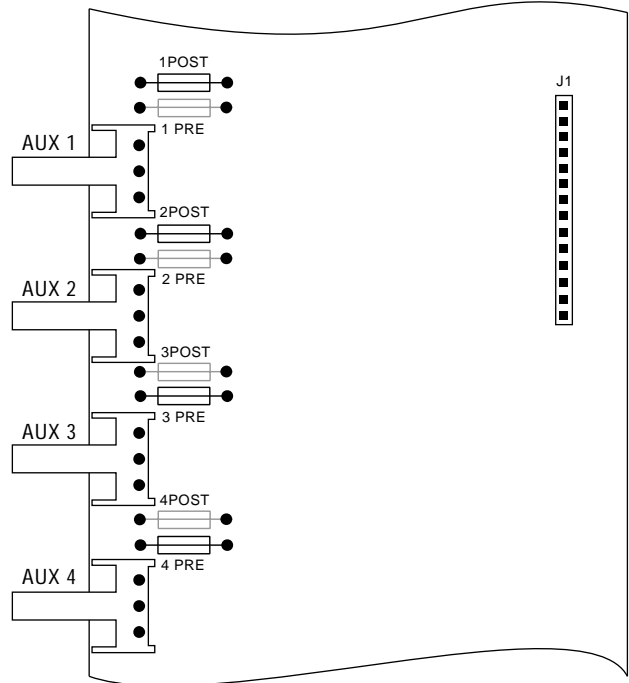 1POST
J1
1 PRE
AUX 1
2POST
2 PRE
AUX 2
3POST
3 PRE
AUX 3
4POST
4 PRE
AUX 4